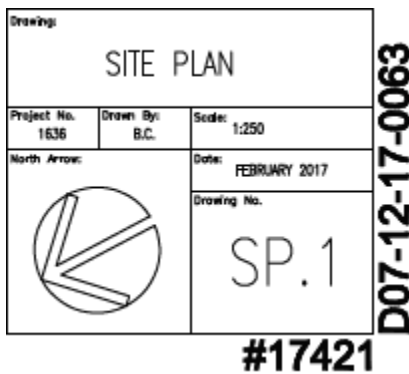 Drawing:
SITE PLAN
Project No.
1636
Drawn By:
B.C.
Scale:
1:250
North Arrow:
Date:
FEBRUARY 2017
Drawing No.
SP.1
D07-12-17-0063
#17421